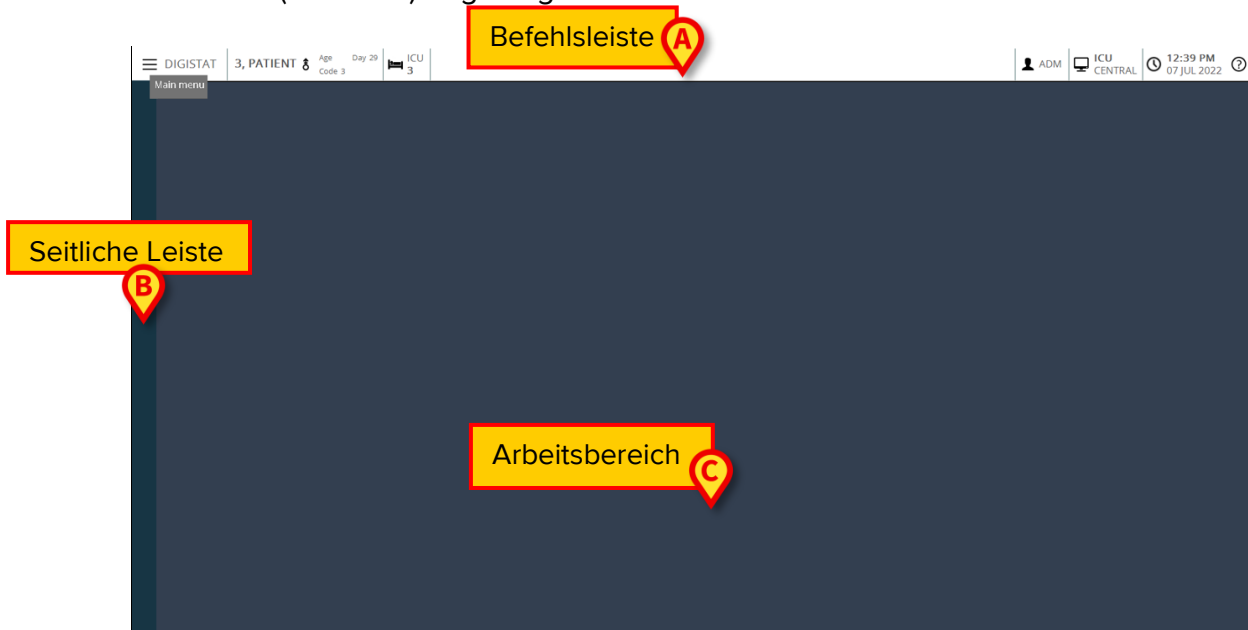 Befehlsleiste A
DIGISTAT 3, PATIENT Age Day 29 ICU
Code 3 3
ADM ICU 12:39 PM ?
CENTRAL 07 JUL 2022
Main menu
Seitliche Leiste
B
Arbeitsbereich
C